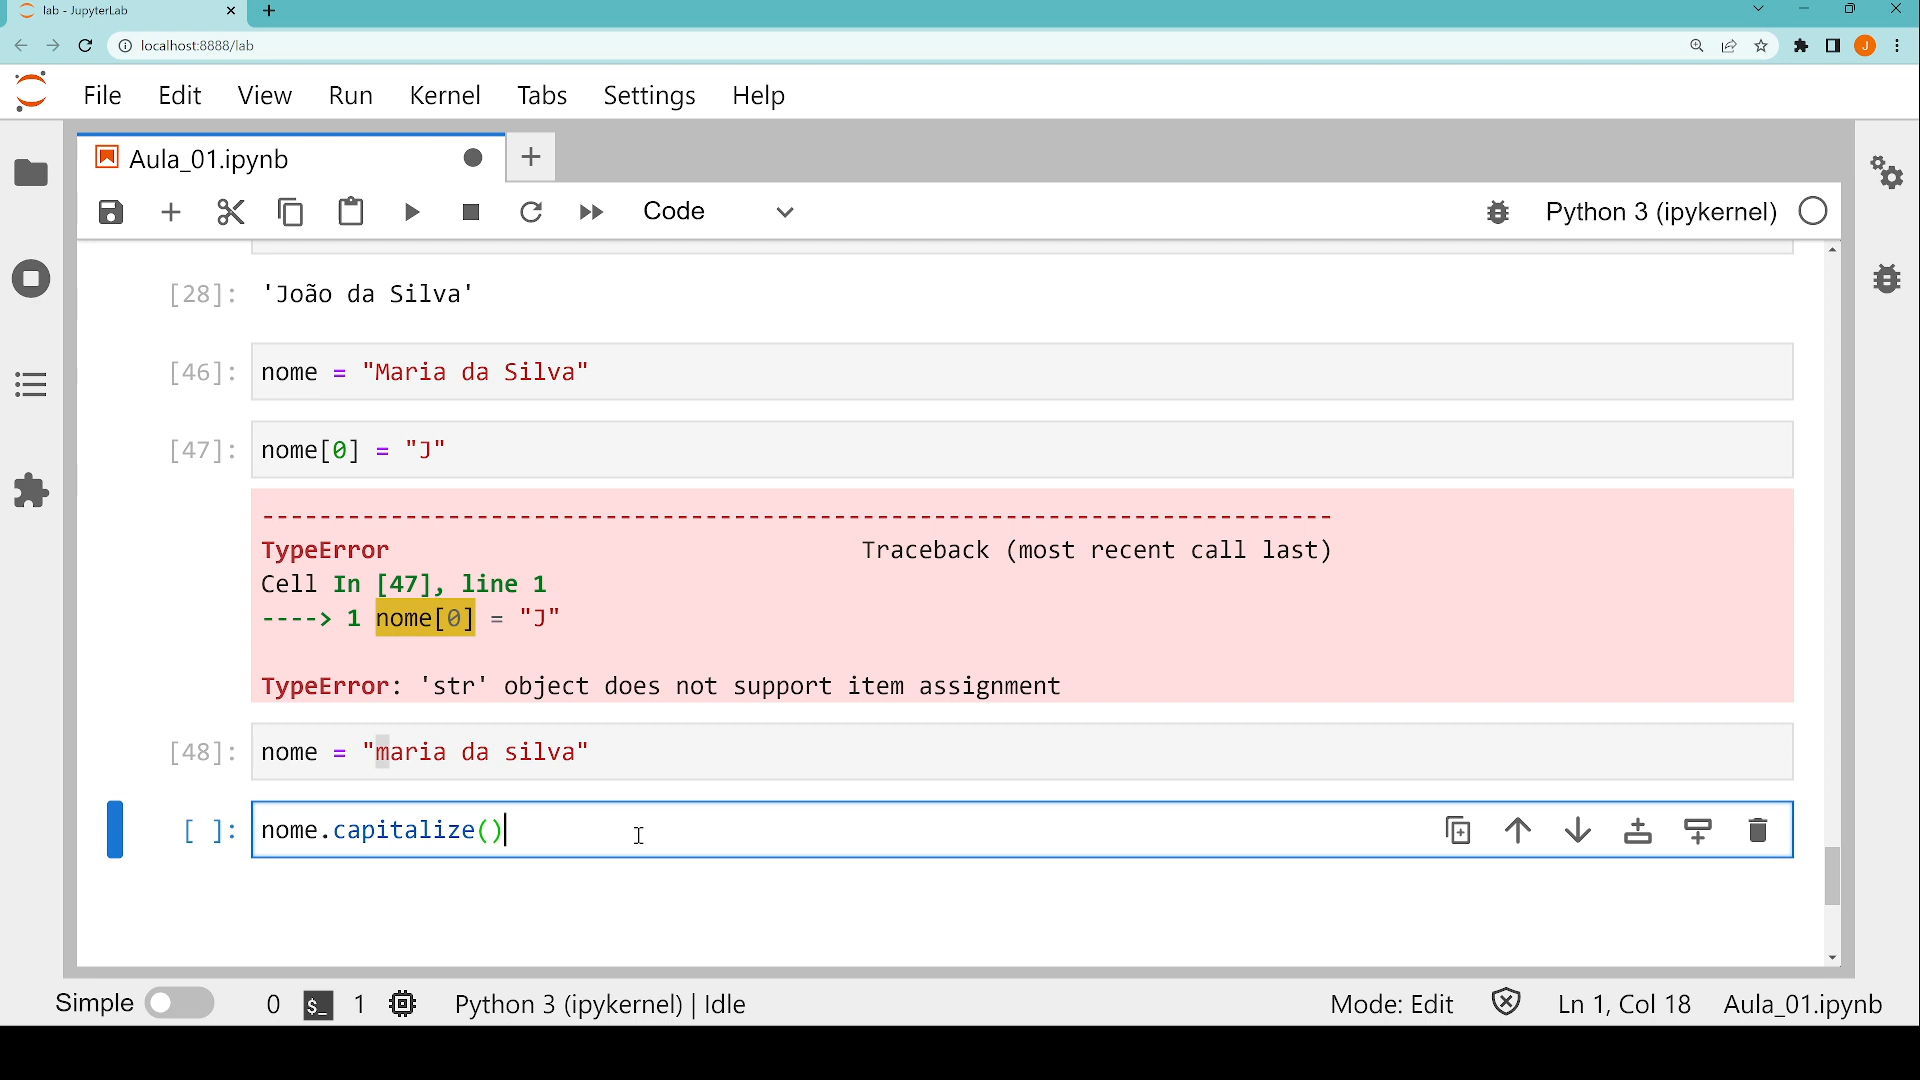 lab - JupyterLab
localhost:8888/lab
J
File Edit View Run Kernel Tabs Settings Help
Aula_01.ipynb
Code
Python 3 (ipykernel)
[28]: 'João da Silva'
[46]: nome = "Maria da Silva"
[47]: nome[0] = "J"
---------------------------------------------------------------------------
TypeError Traceback (most recent call last)
Cell In [47], line 1
----> 1 nome[0] = "J"
TypeError: 'str' object does not support item assignment
[48]: nome = "maria da silva"
[ ]: nome.capitalize()
Simple 0 $_ 1 Python 3 (ipykernel) | Idle Mode: Edit Ln 1, Col 18 Aula_01.ipynb